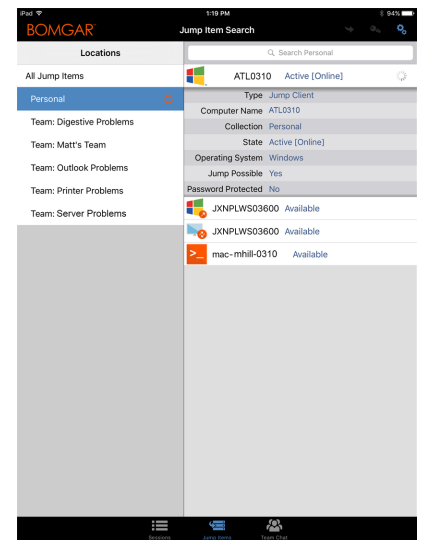 iPad 1:19 PM 94%
BOMGAR Jump Item Search
Locations
Search Personal
All Jump Items
Personal
Team: Digestive Problems
Team: Matt's Team
Team: Outlook Problems
Team: Printer Problems
Team: Server Problems
ATL0310 Active [Online]
Type Jump Client
Computer Name ATL0310
Collection Personal
State Active [Online]
Operating System Windows
Jump Possible Yes
Password Protected No
JXNPLWS03600 Available
JXNPLWS03600 Available
>_ mac-mhill-0310 Available
Sessions Jump Items Team Chat